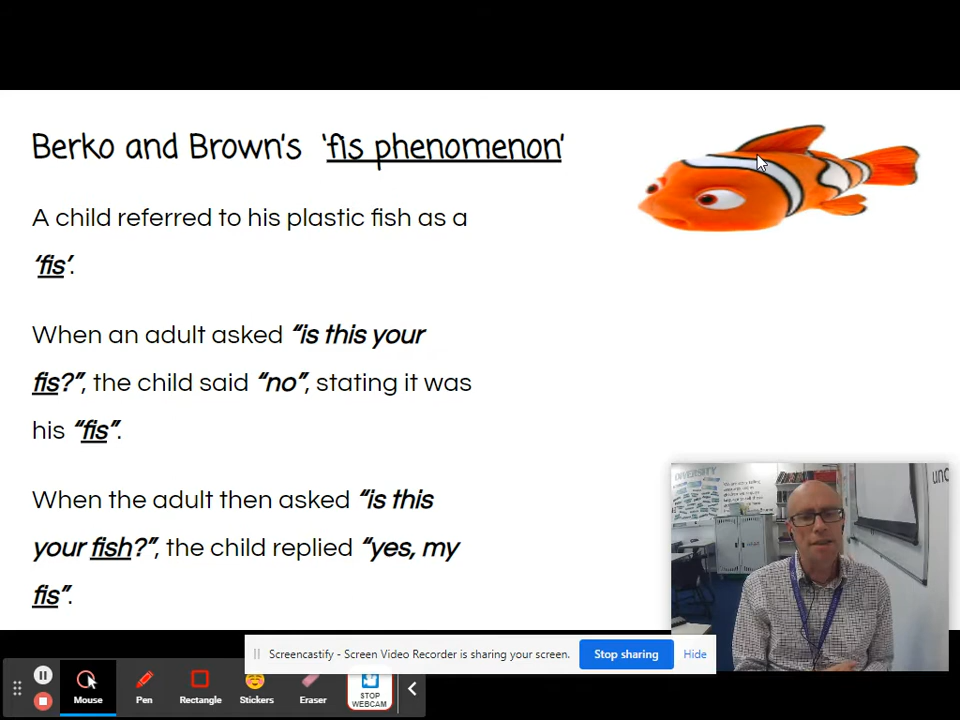 Berko and Brown's 'fis phenomenon'
A child referred to his plastic fish as a
'fis'.
When an adult asked "is this your
fis?", the child said "no", stating it was
his "fis".
When the adult then asked "is this
your fish?", the child replied "yes, my
fis".
DIVERSITY
unc
Screencastify - Screen Video Recorder is sharing your screen.
Stop sharing
Hide
Mouse
Pen
Rectangle
Stickers
Eraser
STOP
WEBCAM